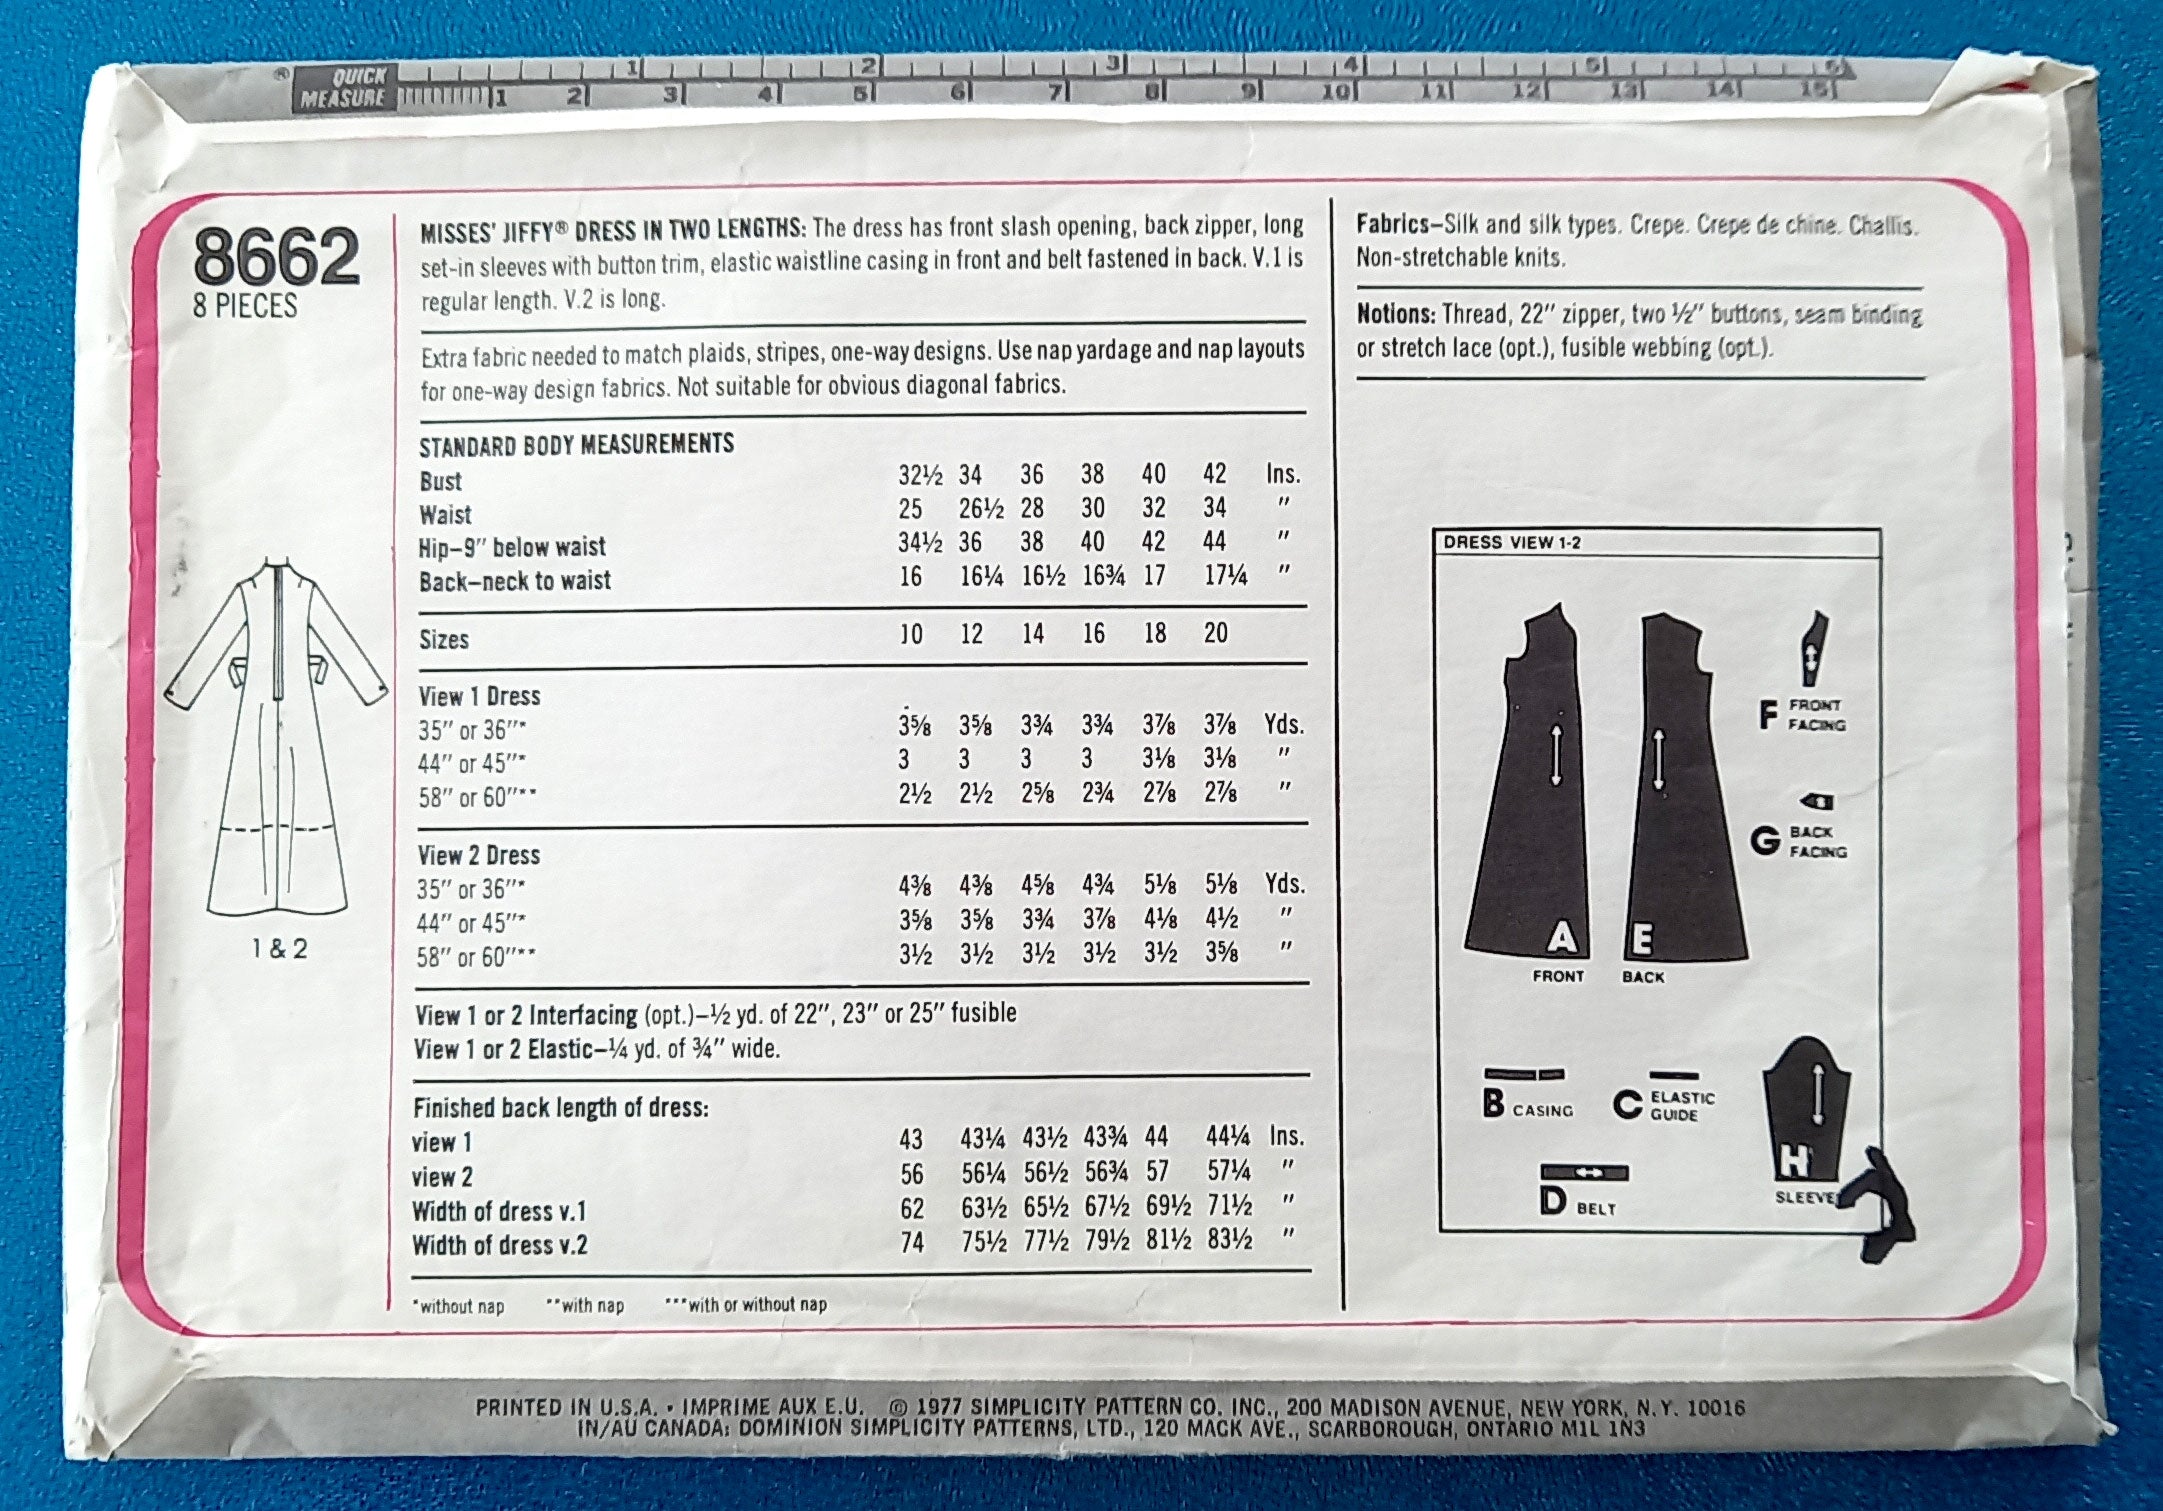 ® QUICK 1 2 3 4 5 6
MEASURE 1 2 3 4 5 6 7 8 9 10 11 12 13 14 15
8662
8 PIECES
1 & 2
MISSES' JIFFY® DRESS IN TWO LENGTHS: The dress has front slash opening, back zipper, long
set-in sleeves with button trim, elastic waistline casing in front and belt fastened in back. V.1 is
regular length. V.2 is long.
Extra fabric needed to match plaids, stripes, one-way designs. Use nap yardage and nap layouts
for one-way design fabrics. Not suitable for obvious diagonal fabrics.
STANDARD BODY MEASUREMENTS
Bust 32½ 34 36 38 40 42 Ins.
Waist 25 26½ 28 30 32 34 "
Hip–9" below waist 34½ 36 38 40 42 44 "
Back–neck to waist 16 16¼ 16½ 16¾ 17 17¼ "
Sizes 10 12 14 16 18 20
View 1 Dress
35" or 36"* 3⅝ 3⅝ 3¾ 3¾ 3⅞ 3⅞ Yds.
44" or 45"* 3 3 3 3 3⅛ 3⅛ "
58" or 60"** 2½ 2½ 2⅝ 2¾ 2⅞ 2⅞ "
View 2 Dress
35" or 36"* 4⅜ 4⅜ 4⅝ 4¾ 5⅛ 5⅛ Yds.
44" or 45"* 3⅝ 3⅝ 3¾ 3⅞ 4⅛ 4½ "
58" or 60"** 3½ 3½ 3½ 3½ 3½ 3⅝ "
View 1 or 2 Interfacing (opt.)–½ yd. of 22", 23" or 25" fusible
View 1 or 2 Elastic–¼ yd. of ¾" wide.
Finished back length of dress:
view 1 43 43¼ 43½ 43¾ 44 44¼ Ins.
view 2 56 56¼ 56½ 56¾ 57 57¼ "
Width of dress v.1 62 63½ 65½ 67½ 69½ 71½ "
Width of dress v.2 74 75½ 77½ 79½ 81½ 83½ "
*without nap **with nap ***with or without nap
Fabrics–Silk and silk types. Crepe. Crepe de chine. Challis.
Non-stretchable knits.
Notions: Thread, 22" zipper, two ½" buttons, seam binding
or stretch lace (opt.), fusible webbing (opt.).
DRESS VIEW 1-2
A
FRONT
E
BACK
F FRONT
FACING
G BACK
FACING
B CASING
C ELASTIC
GUIDE
D BELT
H
SLEEVE
PRINTED IN U.S.A. • IMPRIME AUX E.U. © 1977 SIMPLICITY PATTERN CO. INC., 200 MADISON AVENUE, NEW YORK, N.Y. 10016
IN/AU CANADA: DOMINION SIMPLICITY PATTERNS, LTD., 120 MACK AVE., SCARBOROUGH, ONTARIO M1L 1N3